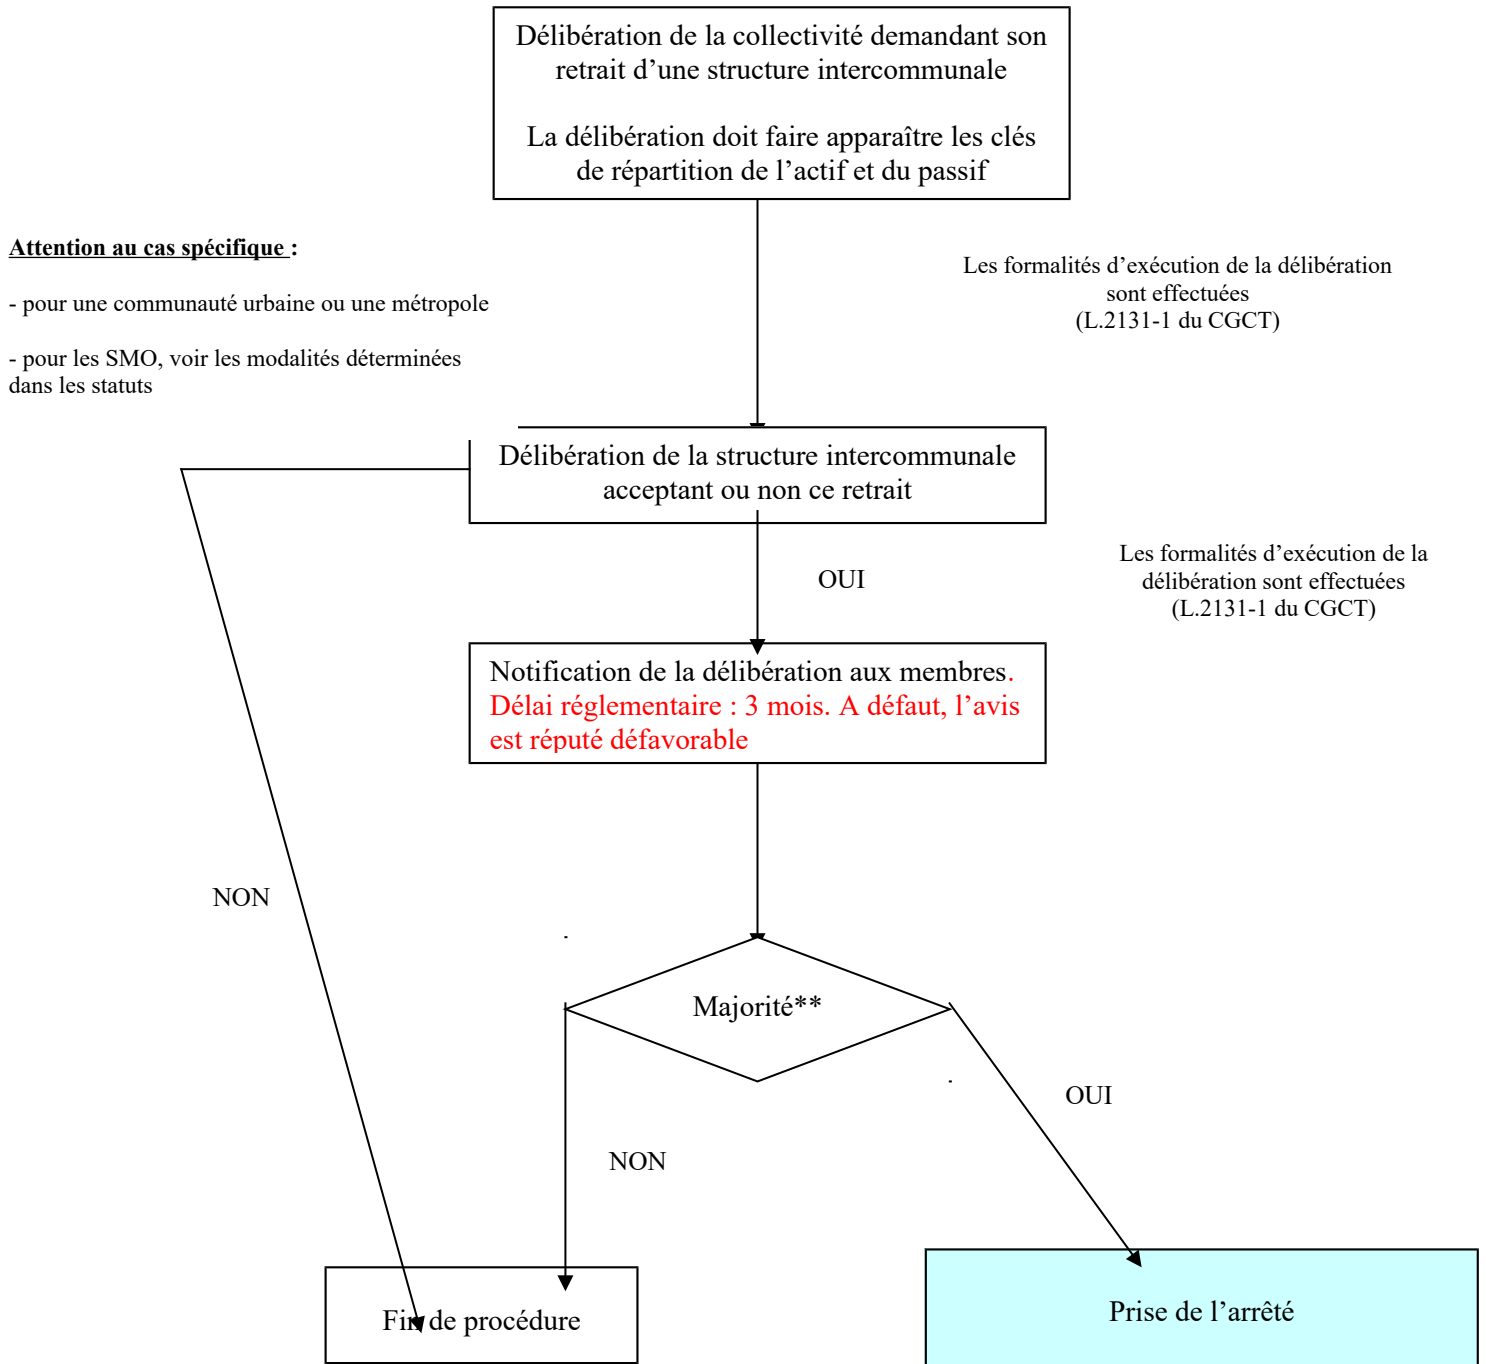 Délibération de la collectivité demandant son
retrait d’une structure intercommunale
La délibération doit faire apparaître les clés
de répartition de l’actif et du passif
Attention au cas spécifique :
- pour une communauté urbaine ou une métropole
- pour les SMO, voir les modalités déterminées
dans les statuts
Les formalités d’exécution de la délibération
sont effectuées
(L.2131-1 du CGCT)
Délibération de la structure intercommunale
acceptant ou non ce retrait
OUI
Les formalités d’exécution de la
délibération sont effectuées
(L.2131-1 du CGCT)
Notification de la délibération aux membres.
Délai réglementaire : 3 mois. A défaut, l’avis
est réputé défavorable
NON
Majorité**
OUI
NON
Fin de procédure
Prise de l’arrêté